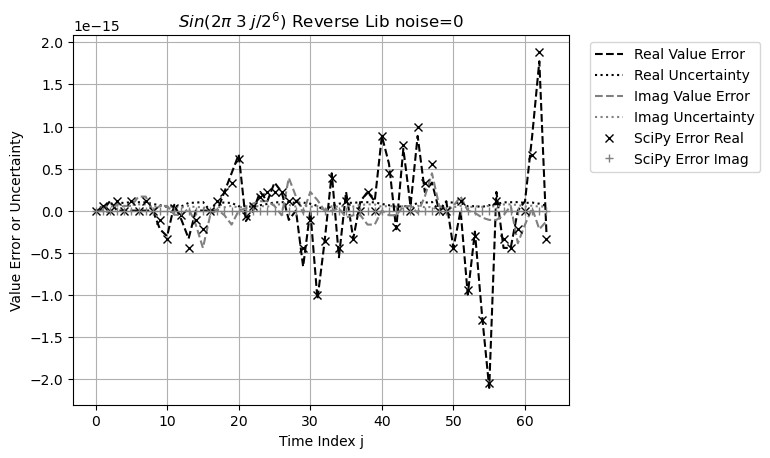 Sin(2π 3 j/2⁶) Reverse Lib noise=0
1e−15
2.0
1.5
1.0
0.5
0.0
−0.5
−1.0
−1.5
−2.0
Value Error or Uncertainty
0 10 20 30 40 50 60
Time Index j
Real Value Error
Real Uncertainty
Imag Value Error
Imag Uncertainty
SciPy Error Real
SciPy Error Imag